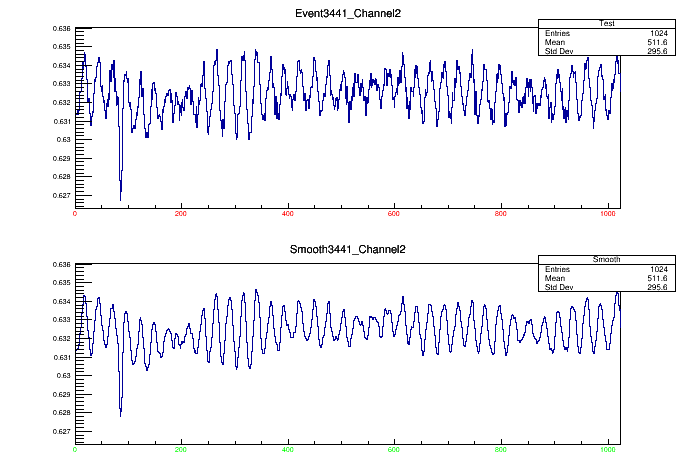 Event3441_Channel2
Test
Entries 1024
Mean 511.6
Std Dev 295.6
0.636
0.635
0.634
0.633
0.632
0.631
0.63
0.629
0.628
0.627
0 200 400 600 800 1000
Smooth3441_Channel2
Smooth
Entries 1024
Mean 511.6
Std Dev 295.6
0.636
0.635
0.634
0.633
0.632
0.631
0.63
0.629
0.628
0.627
0 200 400 600 800 1000